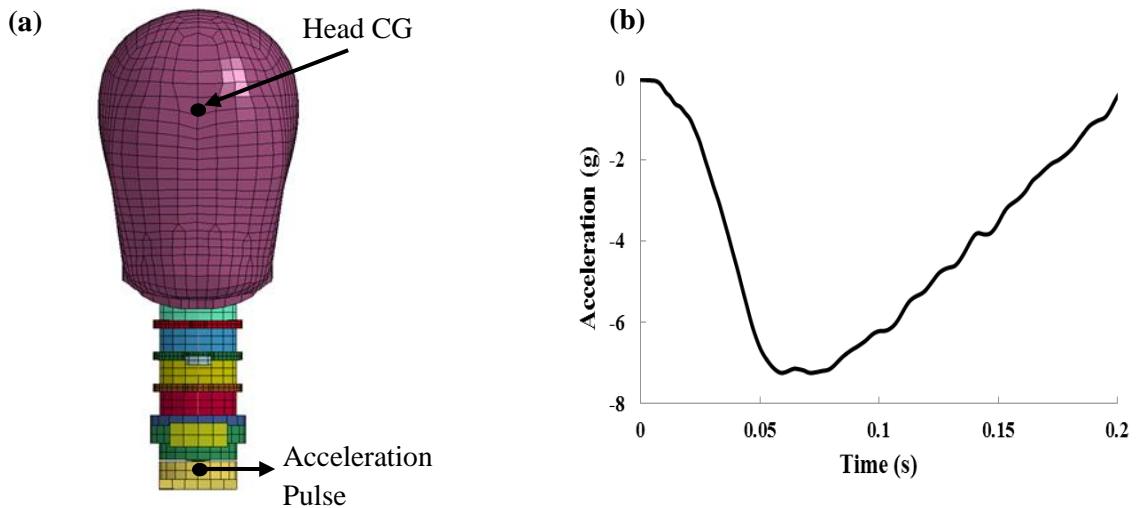 (a)
Head CG
Acceleration
Pulse
(b)
Acceleration (g)
0
-2
-4
-6
-8
0
0.05
0.1
0.15
0.2
Time (s)